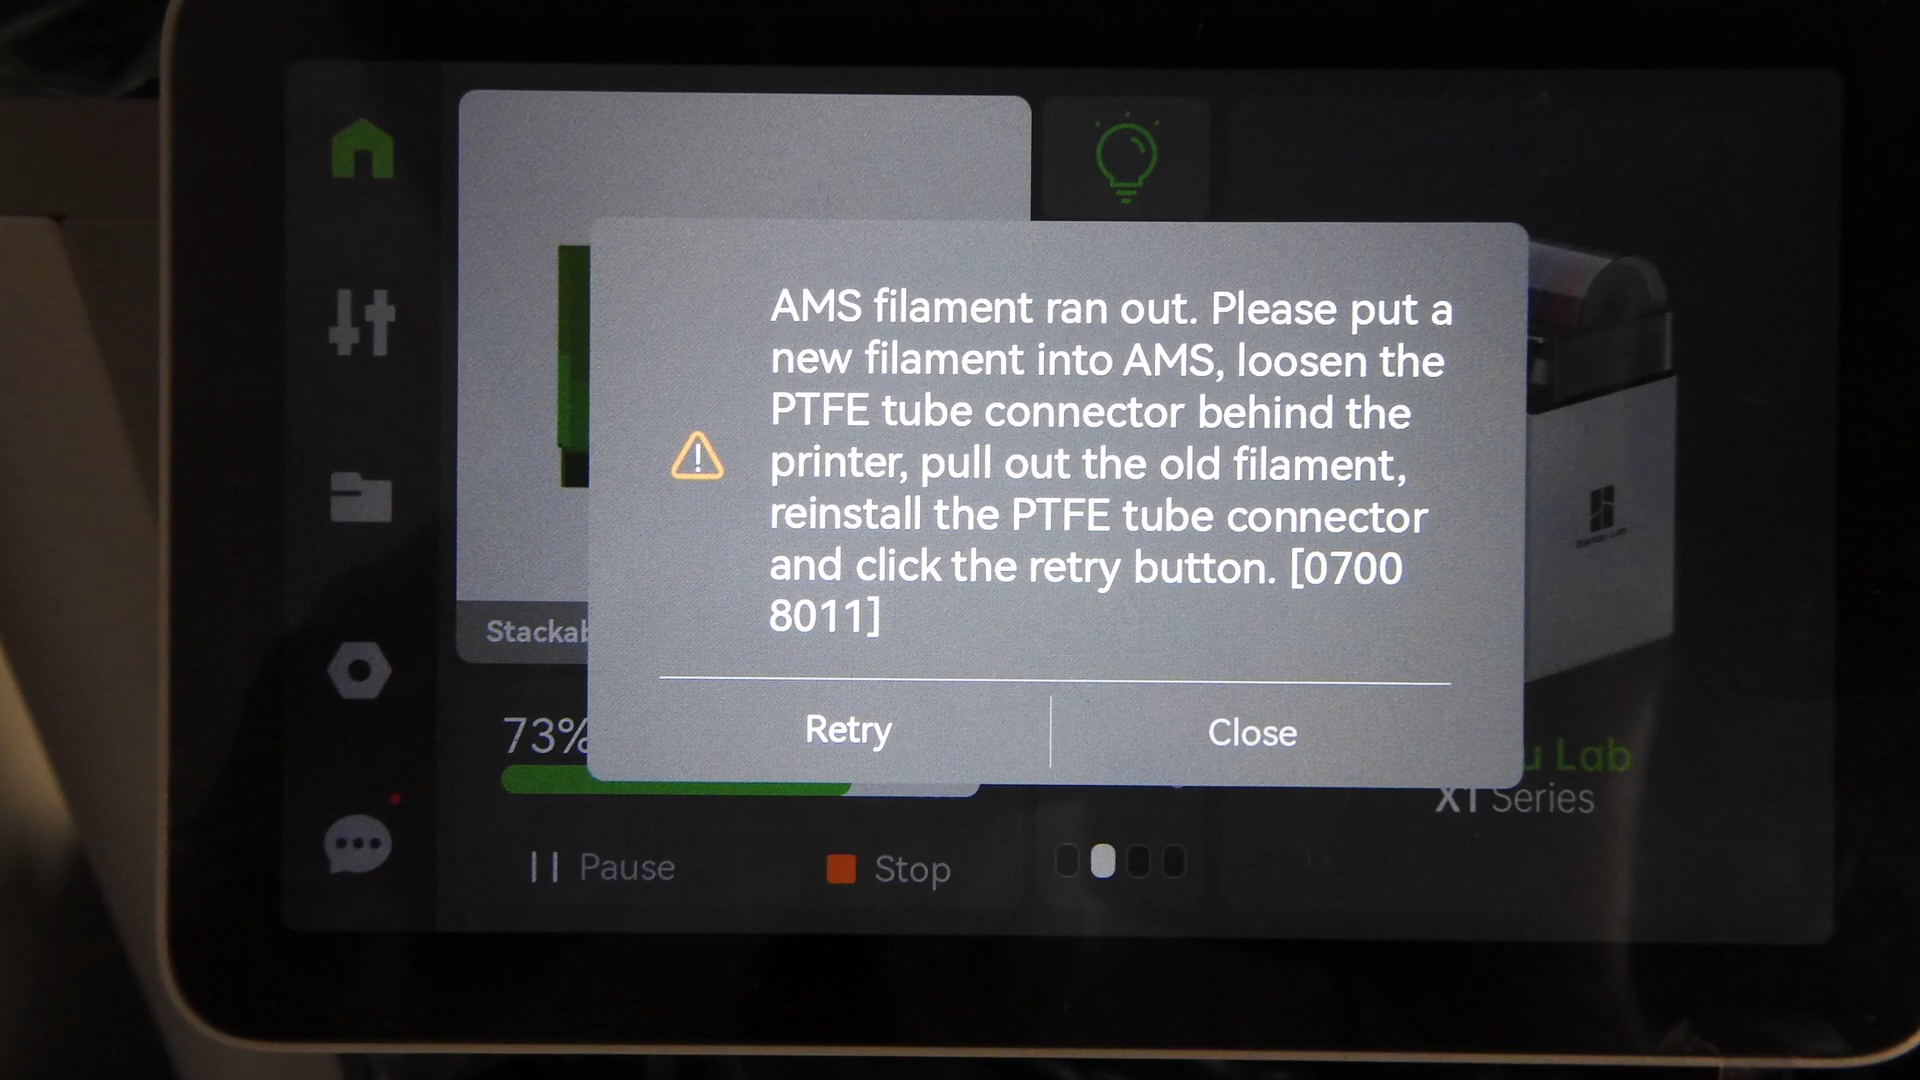 AMS filament ran out. Please put a
new filament into AMS, loosen the
PTFE tube connector behind the
printer, pull out the old filament,
reinstall the PTFE tube connector
and click the retry button. [0700
8011]
Retry
Close
73%
Pause
Stop
Lab
X1 Series